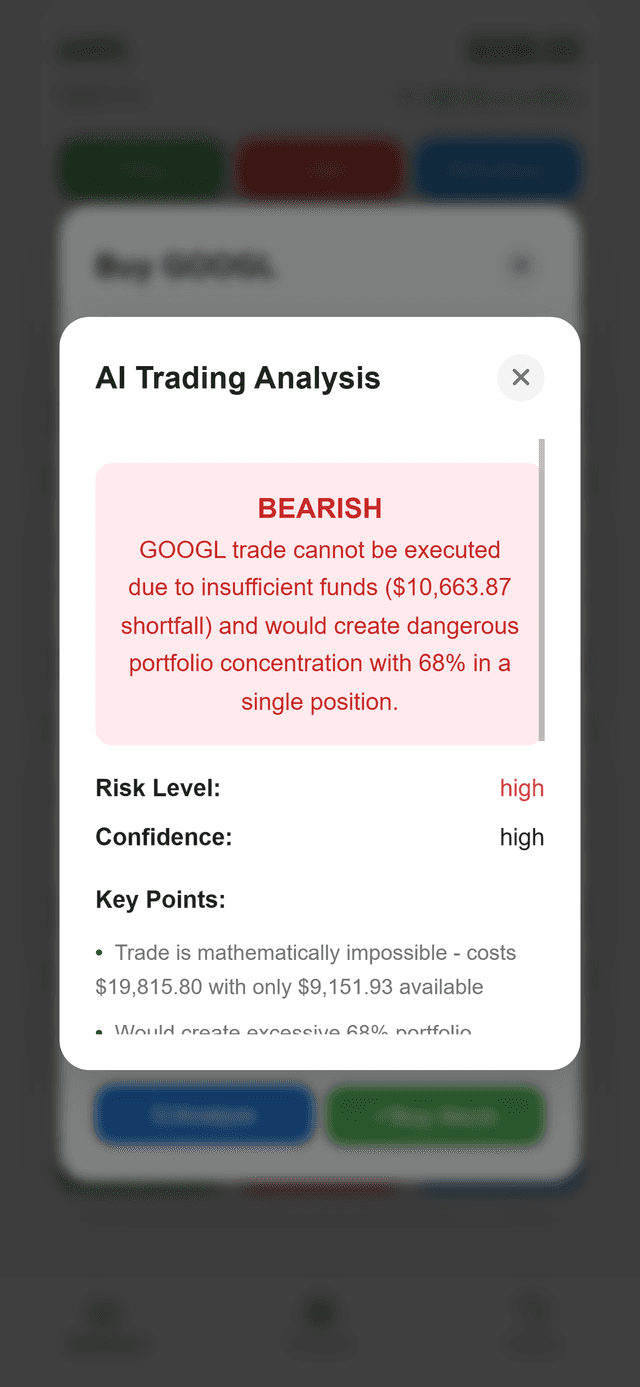 Buy GOOGL
AI Trading Analysis
BEARISH
GOOGL trade cannot be executed
due to insufficient funds ($10,663.87
shortfall) and would create dangerous
portfolio concentration with 68% in a
single position.
Risk Level:
high
Confidence:
high
Key Points:
• Trade is mathematically impossible - costs
$19,815.80 with only $9,151.93 available
• Would create excessive 68% portfolio